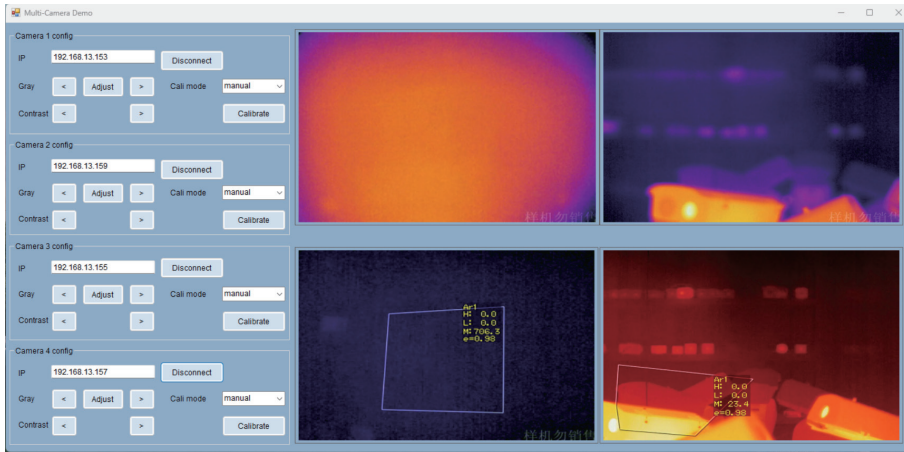 Multi-Camera Demo
Camera 1 config
IP 192.168.13.153 Disconnect
Gray < Adjust > Cali mode manual
Contrast < > Calibrate
Camera 2 config
IP 192.168.13.159 Disconnect
Gray < Adjust > Cali mode manual
Contrast < > Calibrate
Camera 3 config
IP 192.168.13.155 Disconnect
Gray < Adjust > Cali mode manual
Contrast < > Calibrate
Camera 4 config
IP 192.168.13.157 Disconnect
Gray < Adjust > Cali mode manual
Contrast < > Calibrate
样机勿销售
样机勿销售
Ar1
H: 0.0
L: 0.0
M:706.3
e=0.98
样机勿销售
Ar1
H: 0.0
L: 0.0
M: 23.4
e=0.98